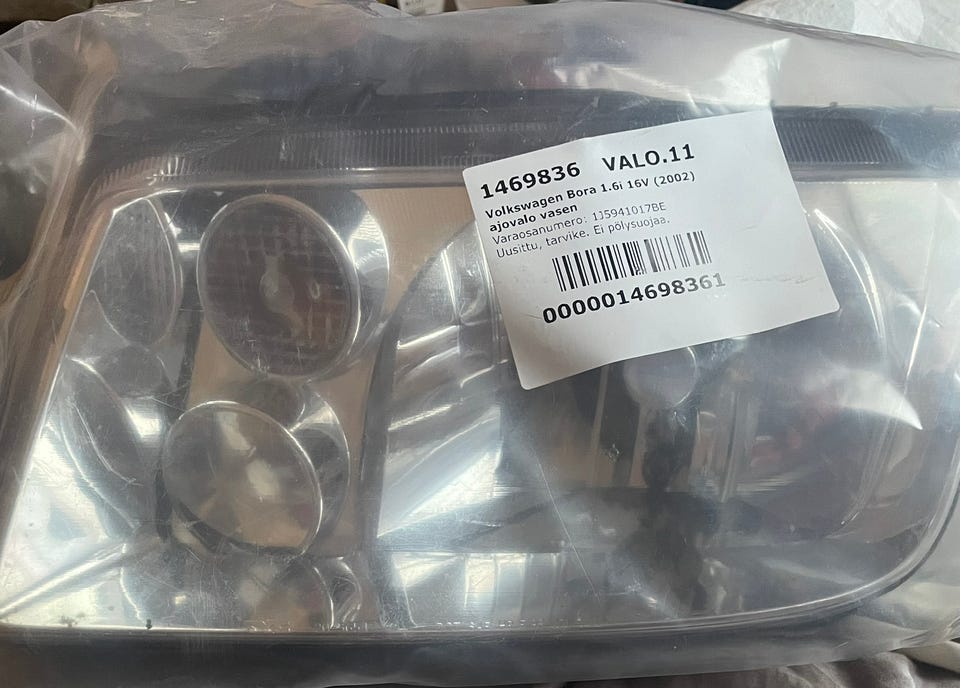 1469836 VALO.11
Volkswagen Bora 1.6i 16V (2002)
ajovalo vasen
Varaosanumero: 1J5941017BE
Uusittu, tarvike. Ei pölysuojaa.
0000014698361